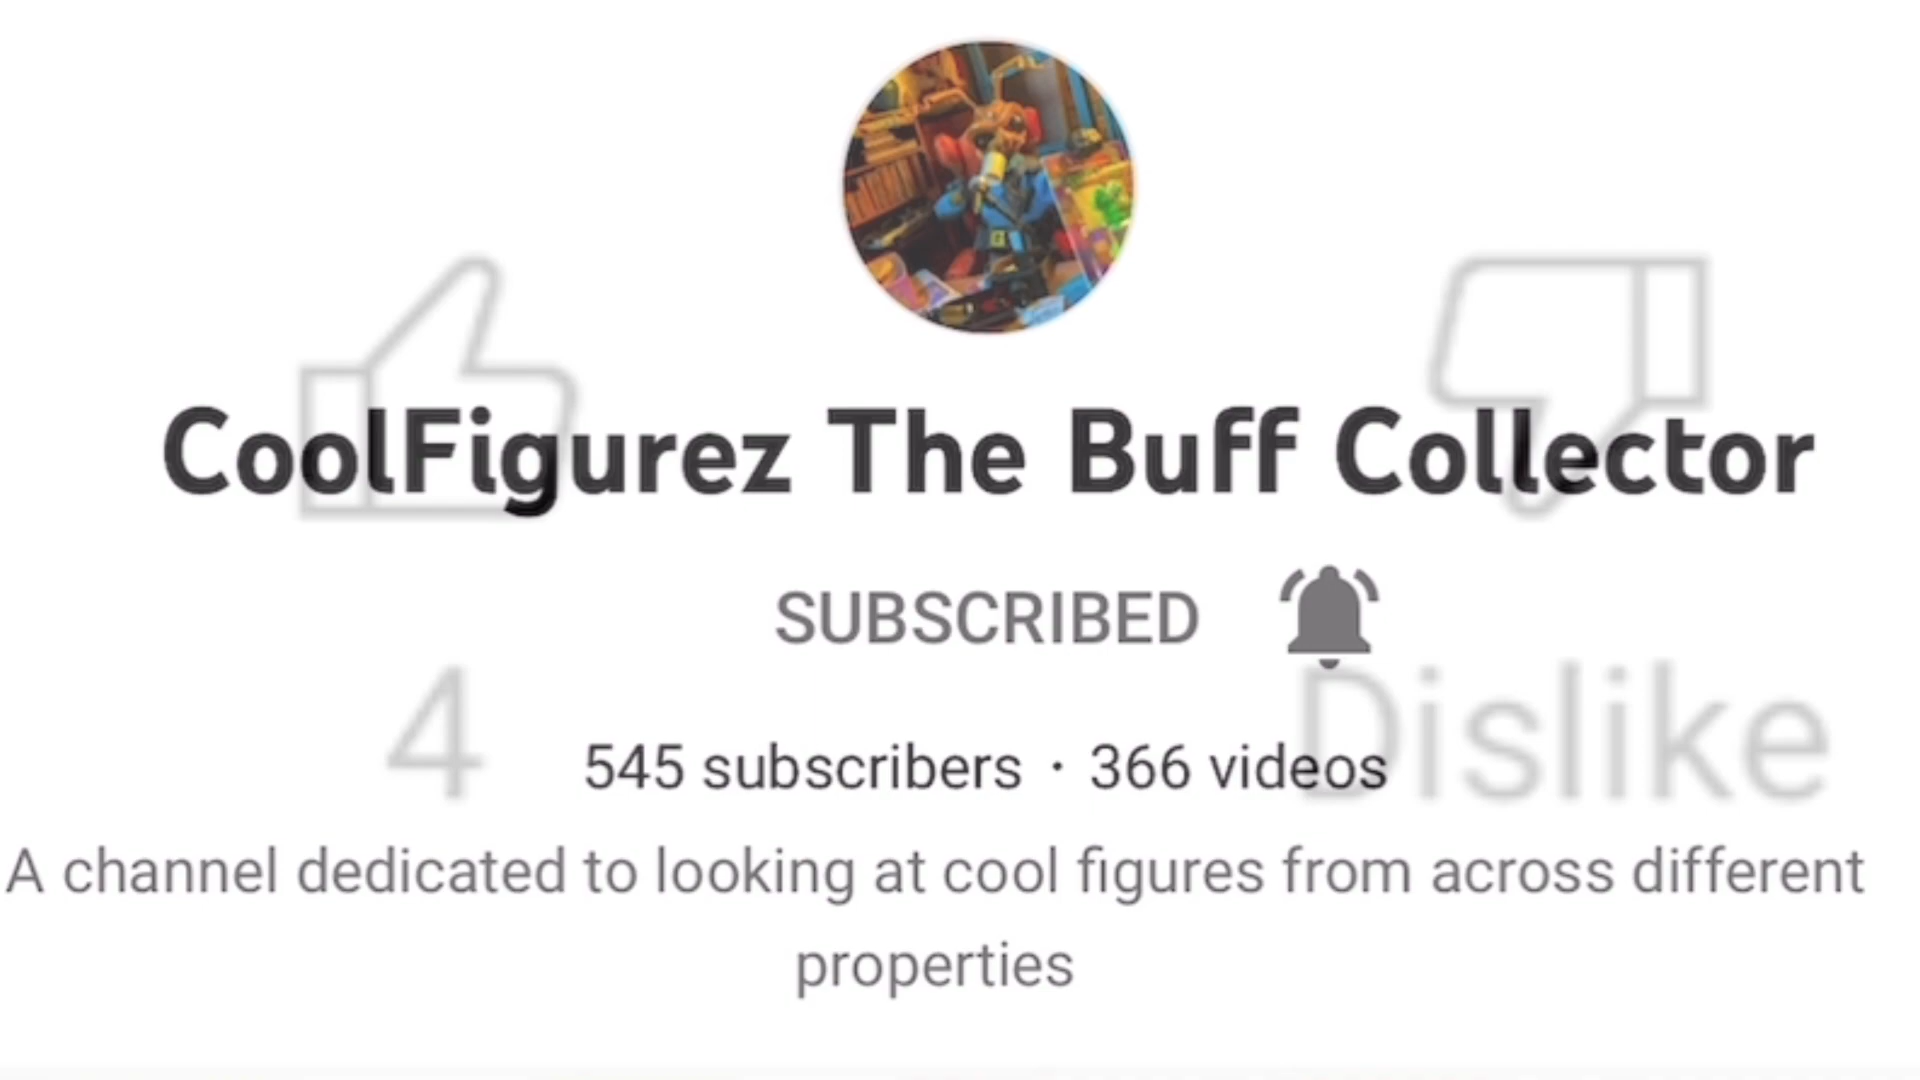 CoolFigurez The Buff Collector
SUBSCRIBED
4
Dislike
545 subscribers · 366 videos
A channel dedicated to looking at cool figures from across different
properties